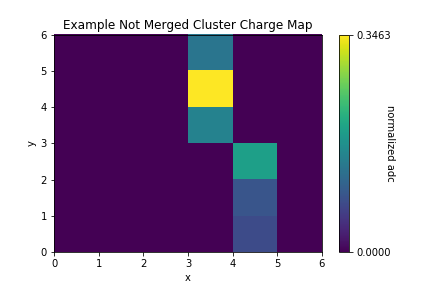 Example Not Merged Cluster Charge Map
6
5
4
3
2
1
0
y
0 1 2 3 4 5 6
x
0.3463
0.0000
normalized adc